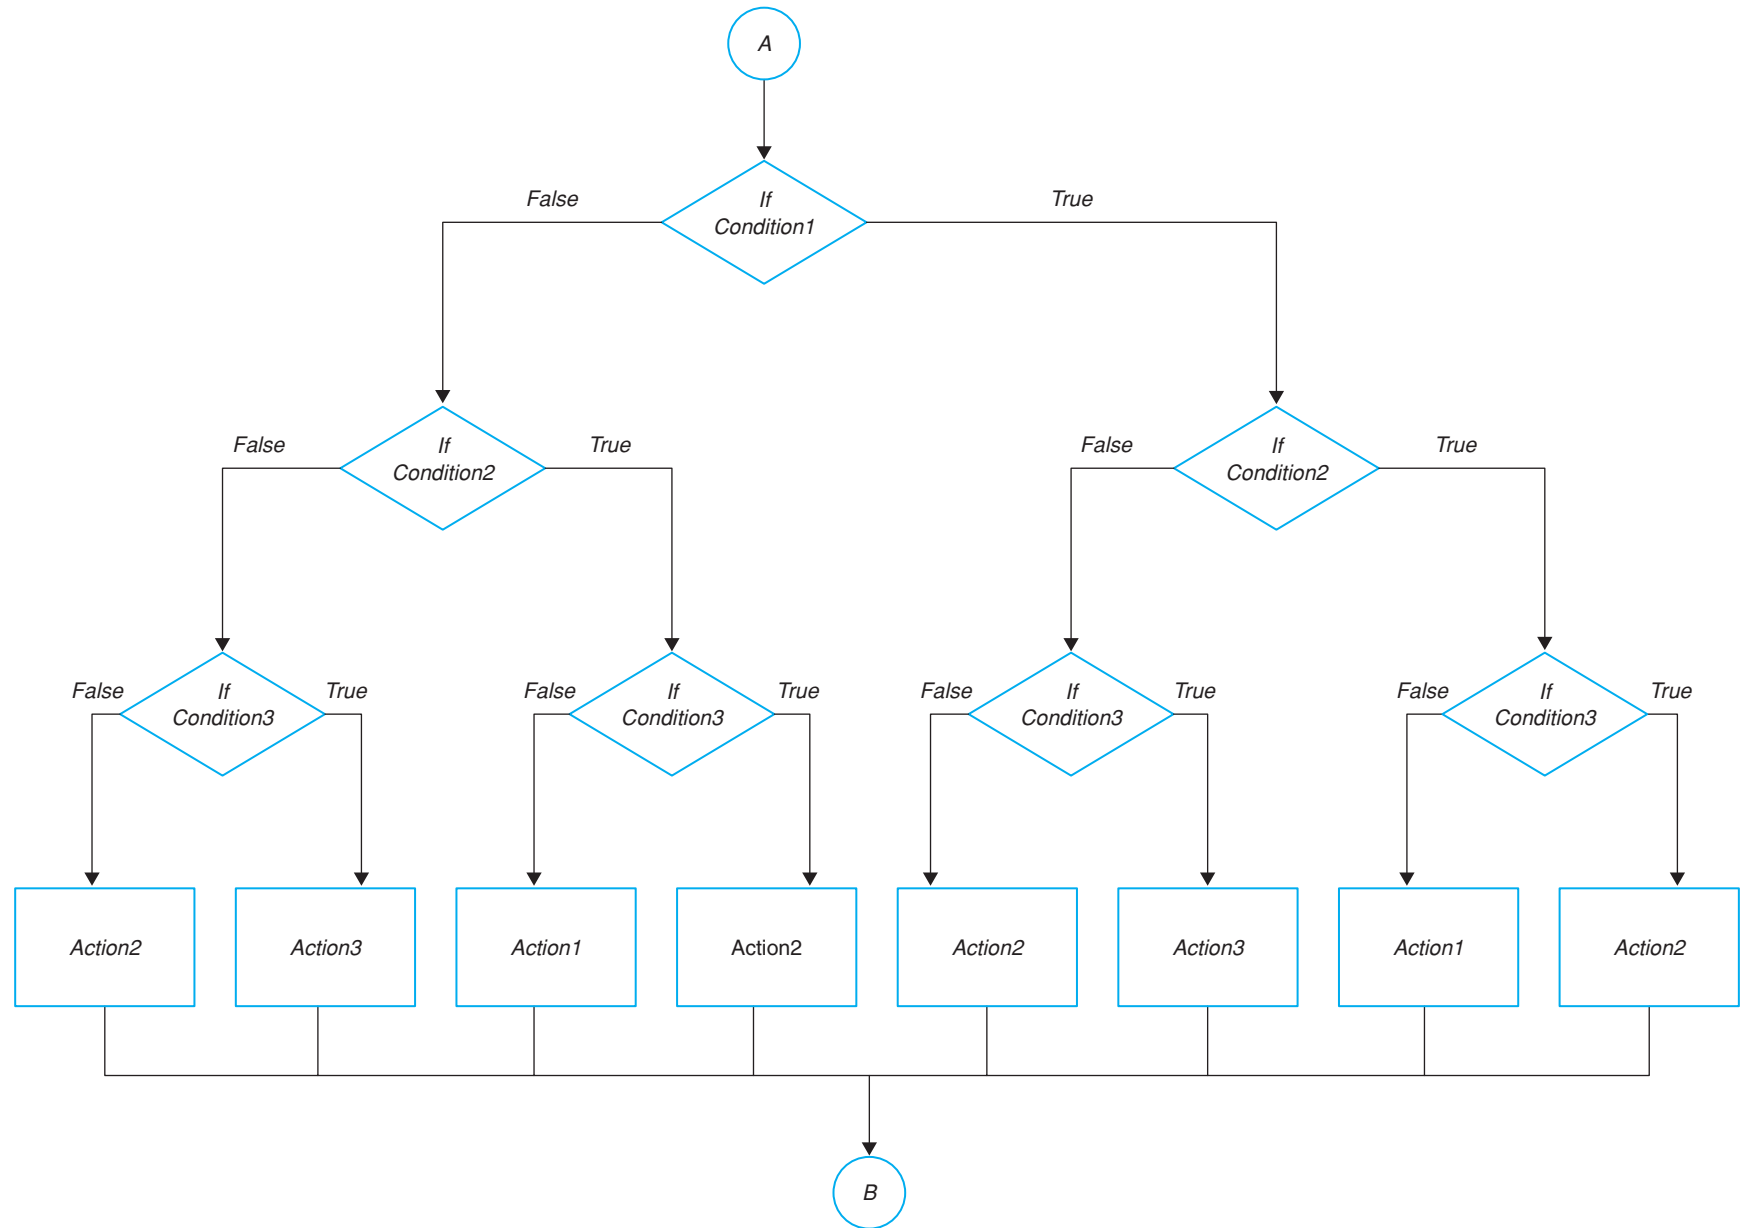 A
False
True
If
Condition1
False
If
Condition2
True
False
If
Condition2
True
False
If
Condition3
True
False
If
Condition3
True
False
If
Condition3
True
False
If
Condition3
True
Action2
Action3
Action1
Action2
Action2
Action3
Action1
Action2
B